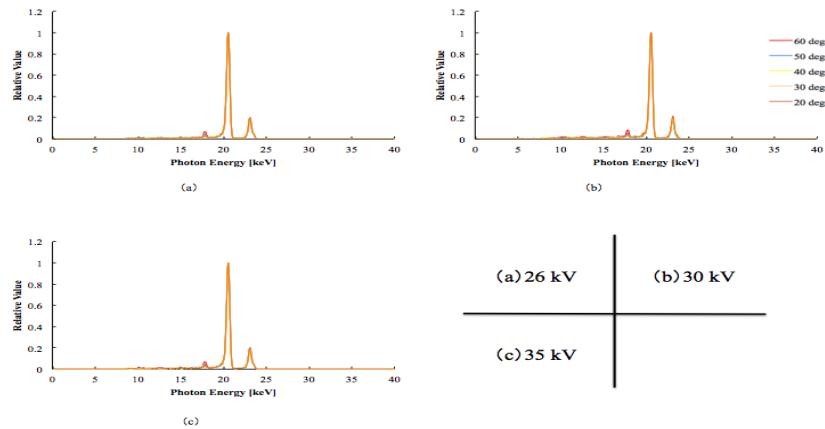 1.2
1
0.8
0.6
0.4
0.2
0
Relative Value
0 5 10 15 20 25 30 35 40
Photon Energy [keV]
(a)
1.2
1
0.8
0.6
0.4
0.2
0
Relative Value
0 5 10 15 20 25 30 35 40
Photon Energy [keV]
(b)
60 deg
50 deg
40 deg
30 deg
20 deg
1.2
1
0.8
0.6
0.4
0.2
0
Relative Value
0 5 10 15 20 25 30 35 40
Photon Energy [keV]
(c)
(a)26 kV
(b)30 kV
(c)35 kV